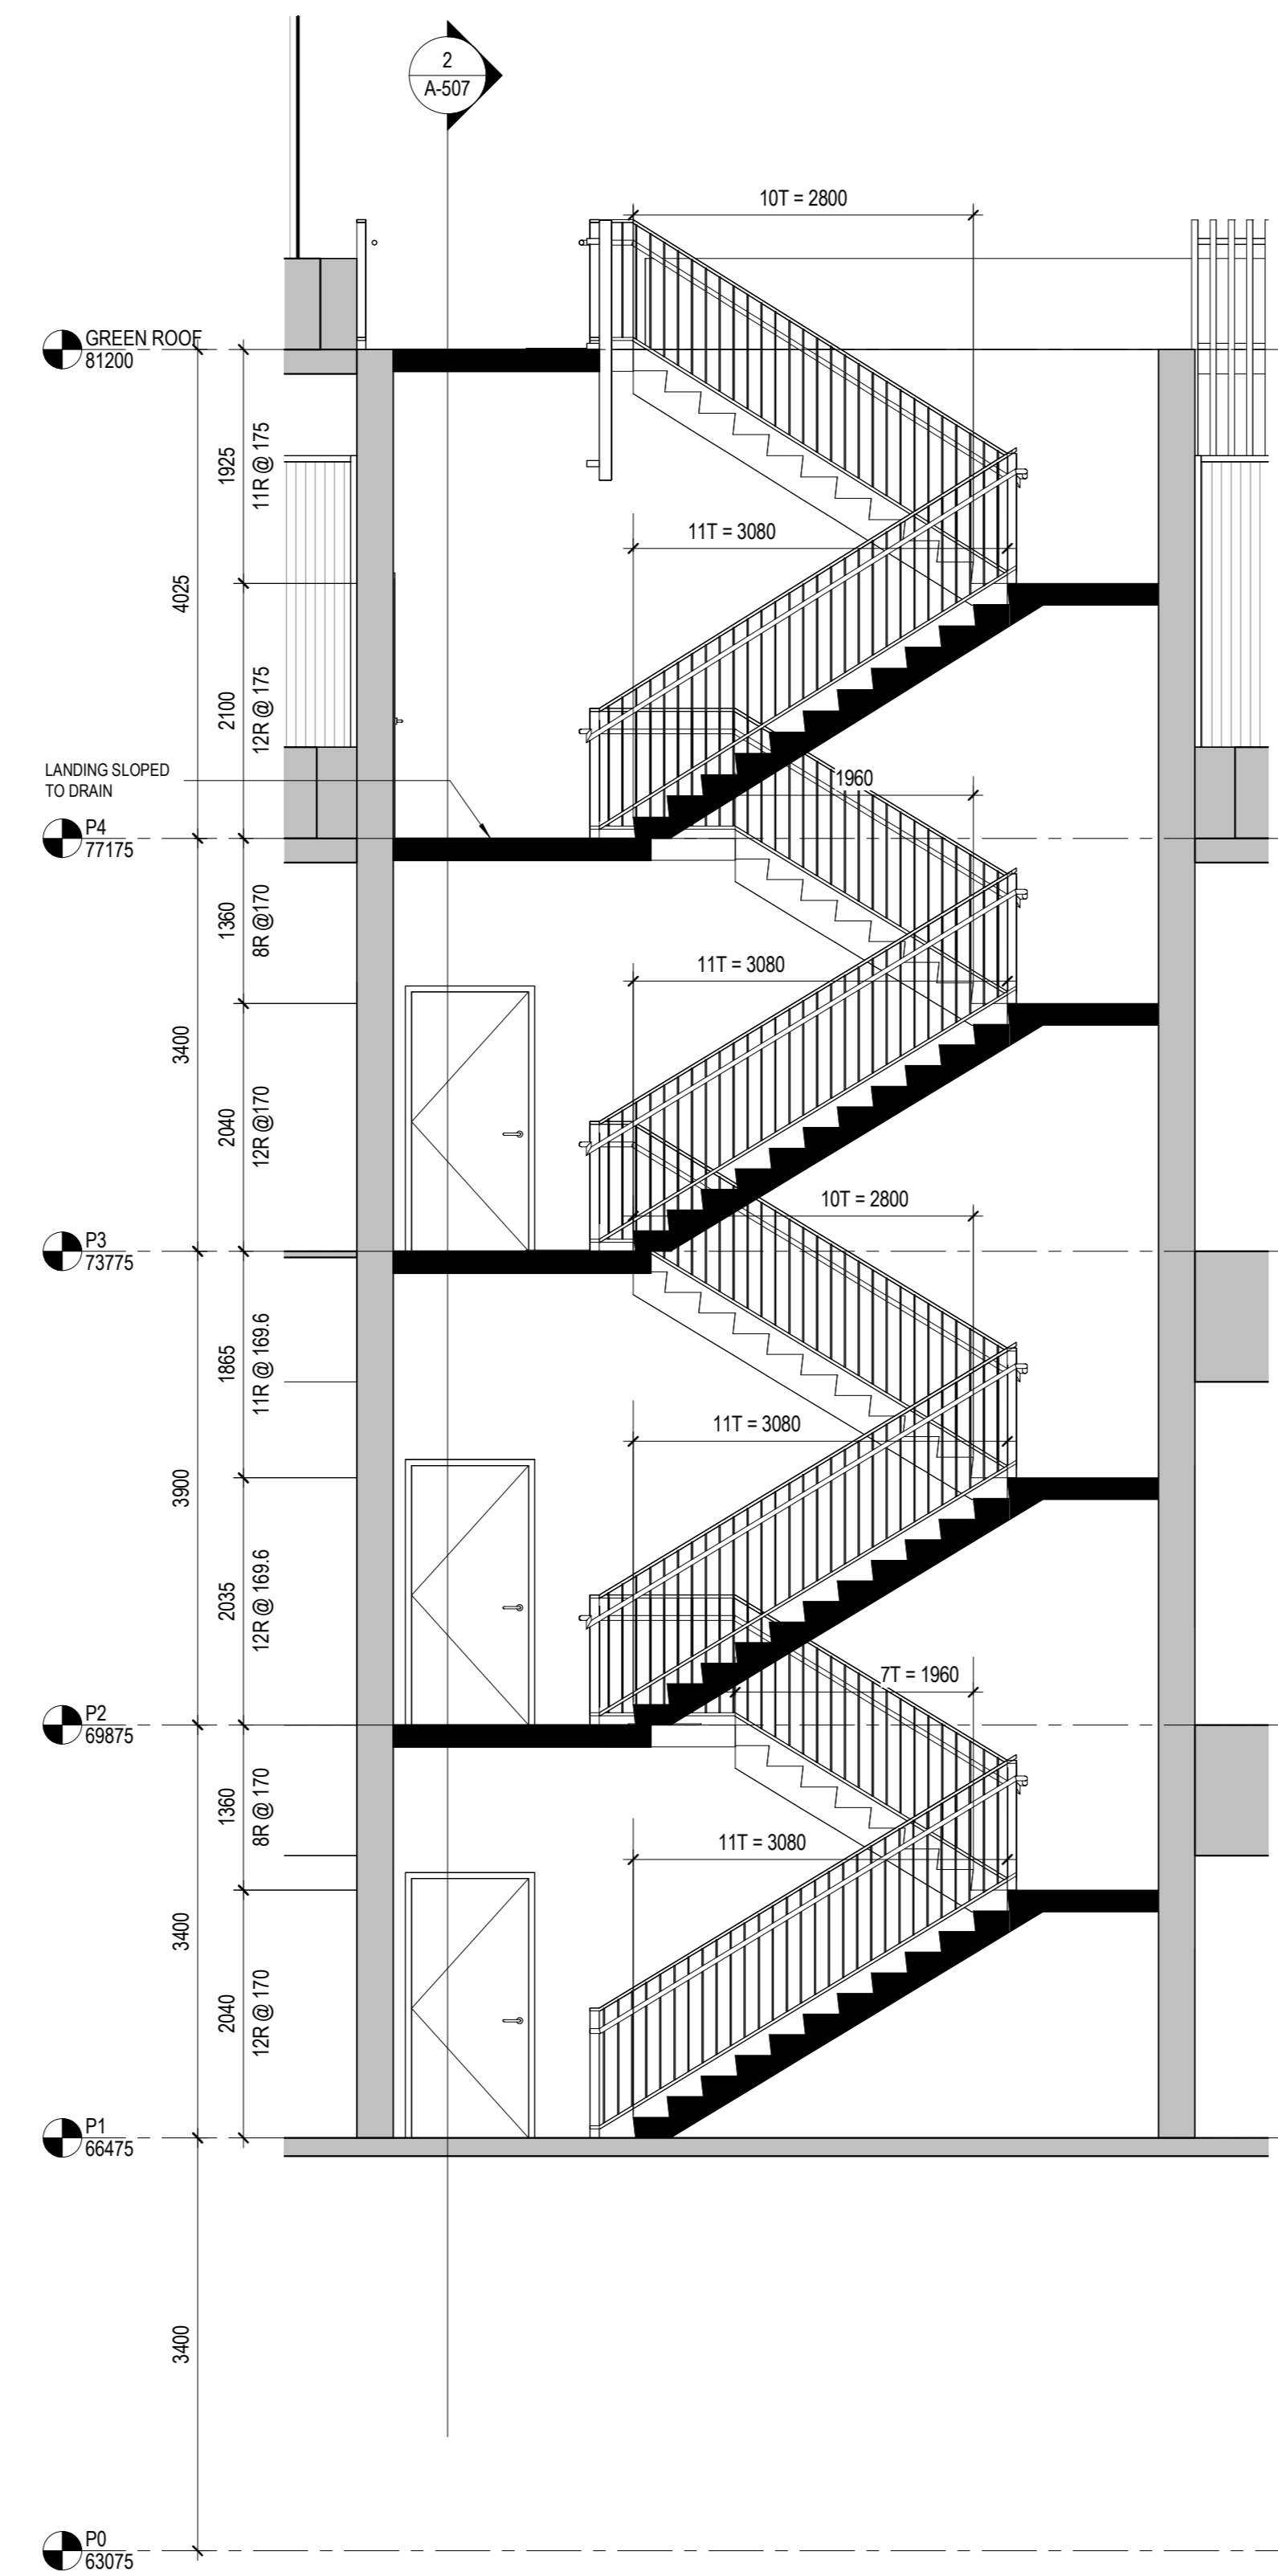 2
A-507
10T = 2800
GREEN ROOF
81200
1925
11R @ 175
11T = 3080
4025
2100
12R @ 175
LANDING SLOPED
TO DRAIN
1960
P4
77175
1360
8R @170
11T = 3080
3400
2040
12R @170
10T = 2800
P3
73775
1865
11R @ 169.6
11T = 3080
3900
2035
12R @ 169.6
7T = 1960
P2
69875
1360
8R @ 170
11T = 3080
3400
2040
12R @ 170
P1
66475
3400
P0
63075